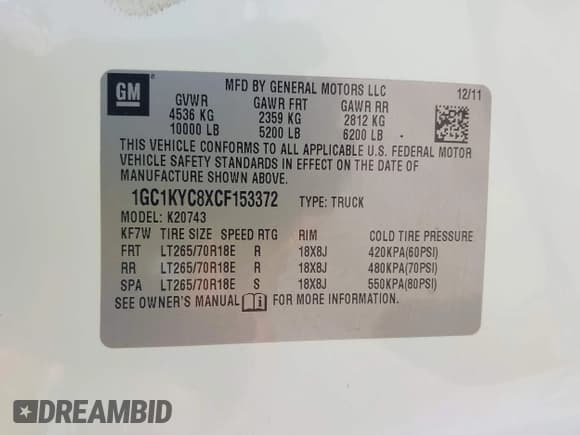 GM
MFD BY GENERAL MOTORS LLC
12/11
GVWR GAWR FRT GAWR RR
4536 KG 2359 KG 2812 KG
10000 LB 5200 LB 6200 LB
THIS VEHICLE CONFORMS TO ALL APPLICABLE U.S. FEDERAL MOTOR
VEHICLE SAFETY STANDARDS IN EFFECT ON THE DATE OF
MANUFACTURE SHOWN ABOVE.
1GC1KYC8XCF153372 TYPE: TRUCK
MODEL: K20743
KF7W TIRE SIZE SPEED RTG RIM COLD TIRE PRESSURE
FRT LT265/70R18E R 18X8J 420KPA(60PSI)
RR LT265/70R18E R 18X8J 480KPA(70PSI)
SPA LT265/70R18E S 18X8J 550KPA(80PSI)
SEE OWNER'S MANUAL FOR MORE INFORMATION.
DREAMBID